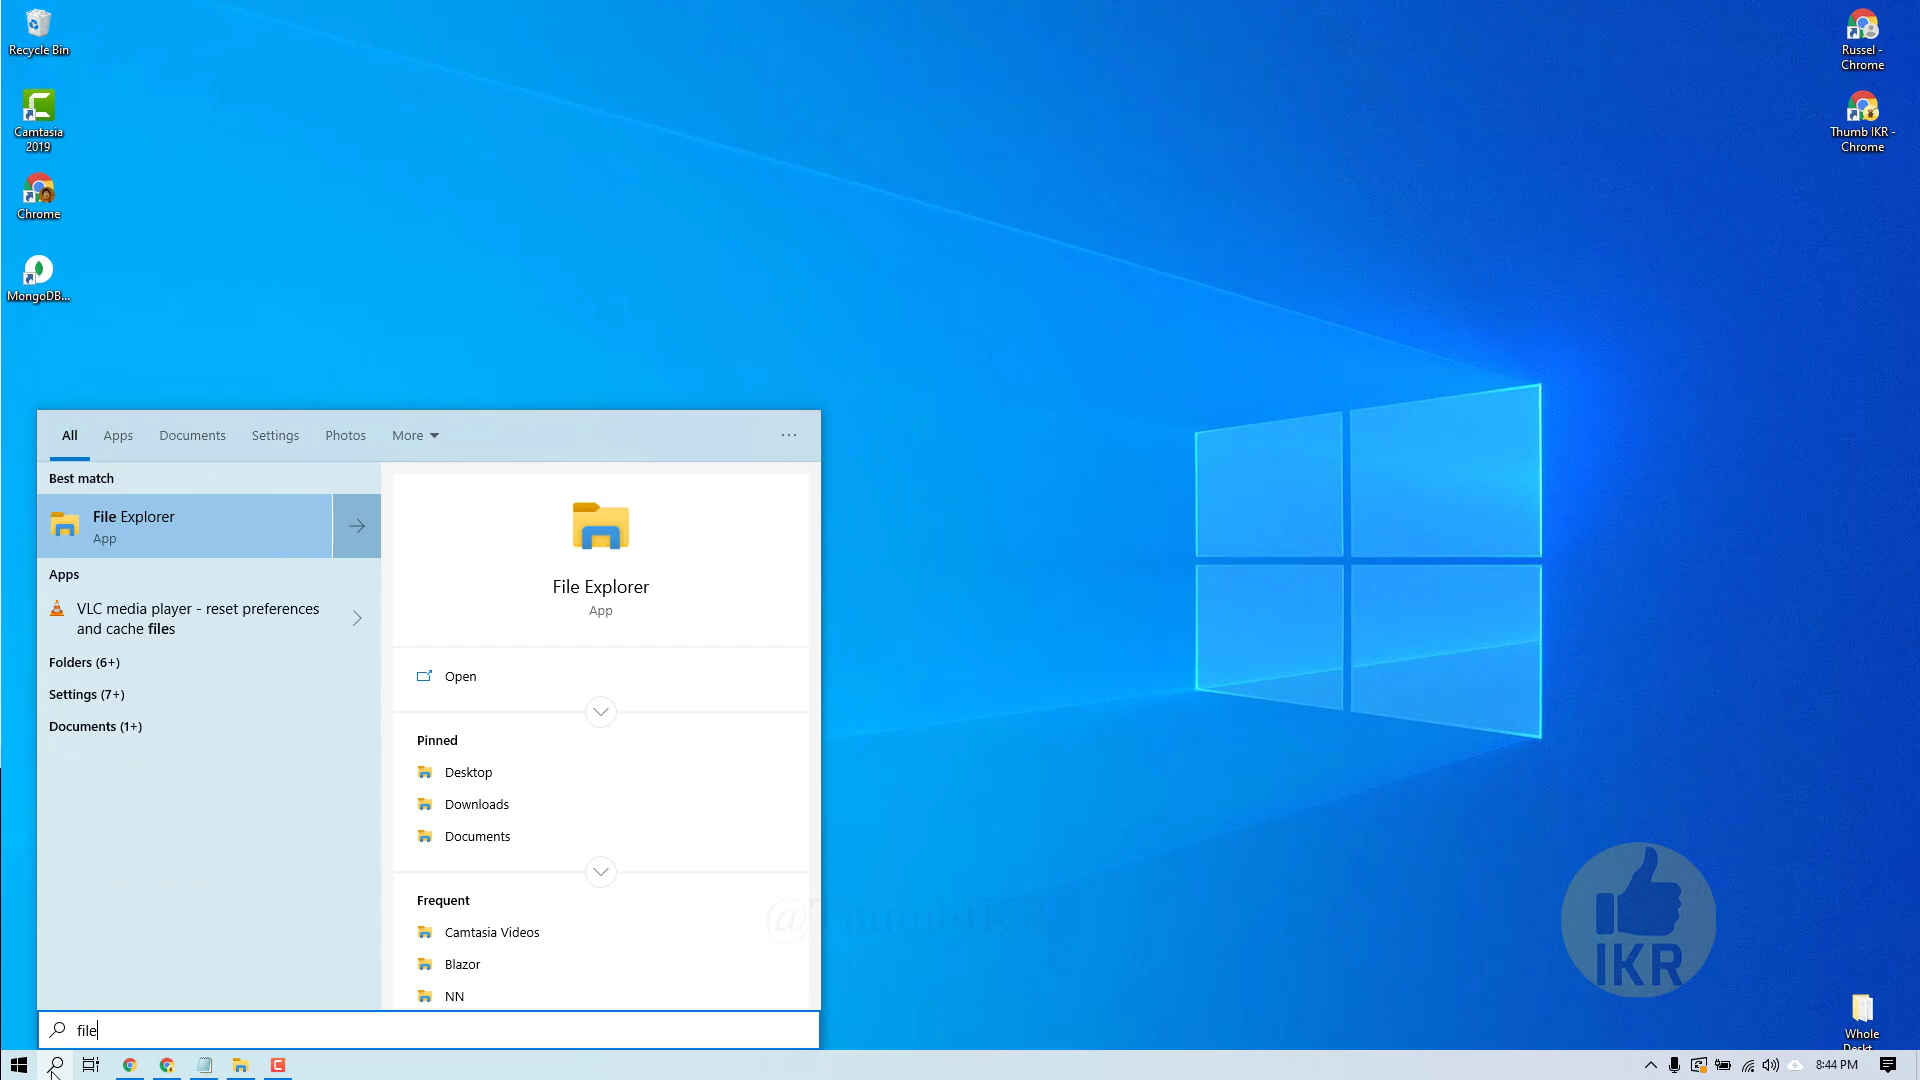 Recycle Bin
Camtasia
2019
Chrome
MongoDB...
Russel -
Chrome
Thumb IKR -
Chrome
All
Apps
Documents
Settings
Photos
More
...
Best match
File Explorer
App
Apps
VLC media player - reset preferences
and cache files
Folders (6+)
Settings (7+)
Documents (1+)
File Explorer
App
Open
Pinned
Desktop
Downloads
Documents
Frequent
Camtasia Videos
Blazor
NN
file
@ThumbIKR
IKR
Whole
Deskt...
8:44 PM